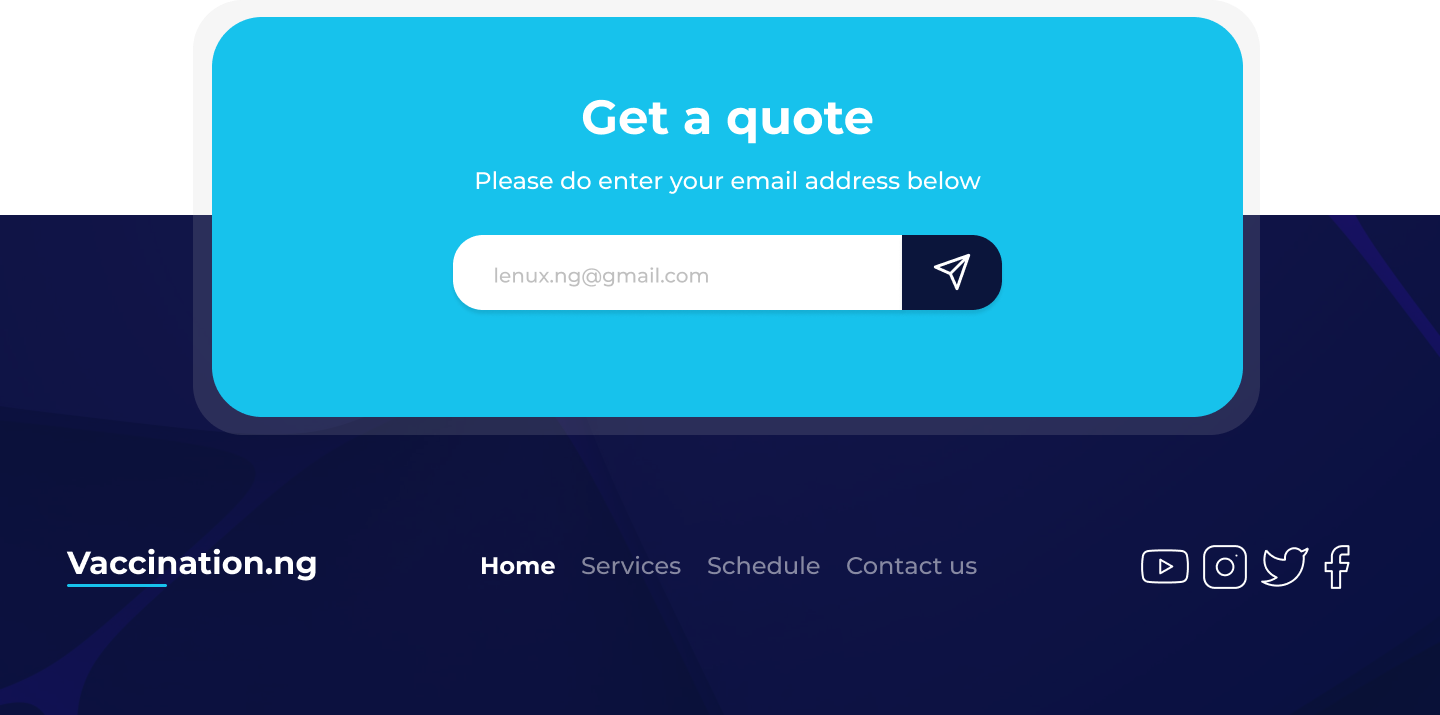 Get a quote
Please do enter your email address below
lenux.ng@gmail.com
Vaccination.ng Home Services Schedule Contact us